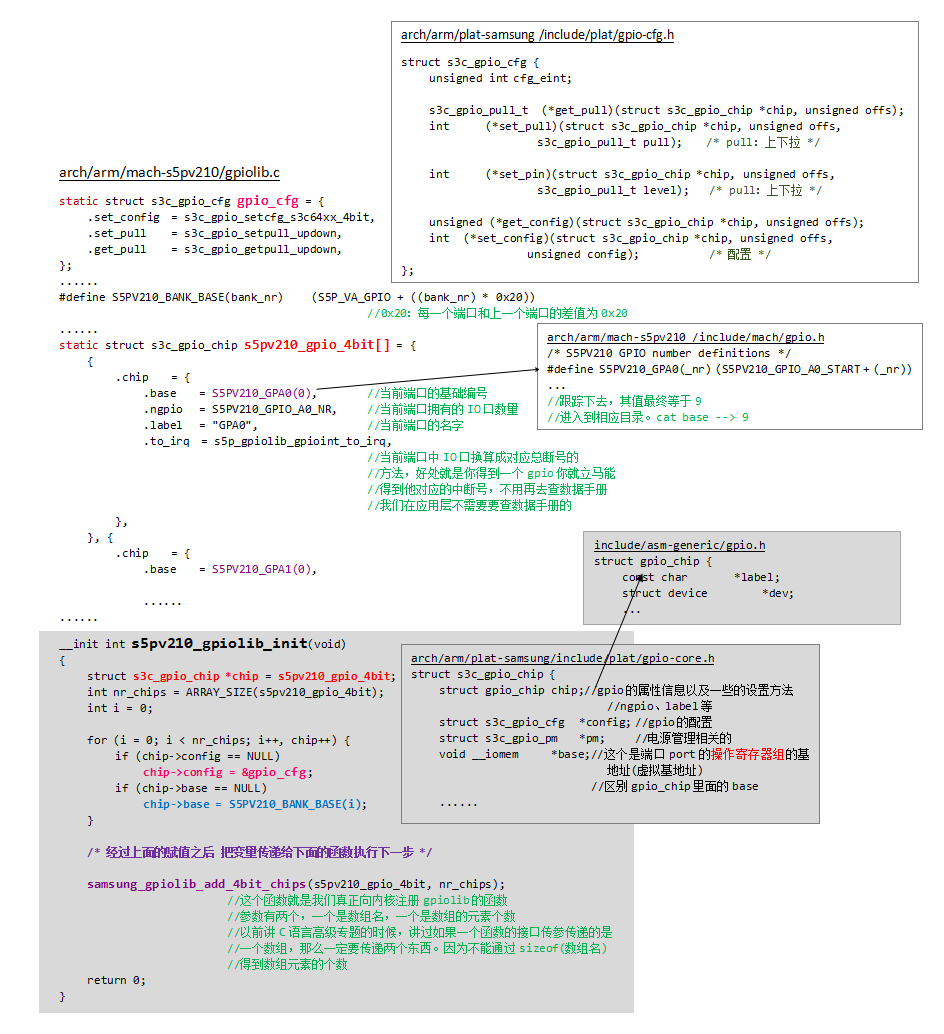 arch/arm/plat-samsung /include/plat/gpio-cfg.h
struct s3c_gpio_cfg {
unsigned int cfg_eint;
s3c_gpio_pull_t (*get_pull)(struct s3c_gpio_chip *chip, unsigned offs);
int (*set_pull)(struct s3c_gpio_chip *chip, unsigned offs,
s3c_gpio_pull_t pull); /* pull: 上下拉 */
int (*set_pin)(struct s3c_gpio_chip *chip, unsigned offs,
s3c_gpio_pull_t level); /* pull: 上下拉 */
unsigned (*get_config)(struct s3c_gpio_chip *chip, unsigned offs);
int (*set_config)(struct s3c_gpio_chip *chip, unsigned offs,
unsigned config); /* 配置 */
};
arch/arm/mach-s5pv210/gpiolib.c
static struct s3c_gpio_cfg gpio_cfg = {
.set_config = s3c_gpio_setcfg_s3c64xx_4bit,
.set_pull = s3c_gpio_setpull_updown,
.get_pull = s3c_gpio_getpull_updown,
};
......
#define S5PV210_BANK_BASE(bank_nr) (S5P_VA_GPIO + ((bank_nr) * 0x20))
//0x20: 每一个端口和上一个端口的差值为 0x20
......
static struct s3c_gpio_chip s5pv210_gpio_4bit[] = {
{
.chip = {
.base = S5PV210_GPA0(0), //当前端口的基础编号
.ngpio = S5PV210_GPIO_A0_NR, //当前端口拥有的 IO 口数量
.label = "GPA0", //当前端口的名字
.to_irq = s5p_gpiolib_gpioint_to_irq,
//当前端口中 IO 口换算成对应总断号的
//方法, 好处就是你得到一个 gpio 你就立马能
//得到他对应的中断号, 不用再去查数据手册
//我们在应用层不需要要查数据手册的
},
}, {
.chip = {
.base = S5PV210_GPA1(0),
......
......
arch/arm/mach-s5pv210 /include/mach/gpio.h
/* S5PV210 GPIO number definitions */
#define S5PV210_GPA0(_nr) (S5PV210_GPIO_A0_START + (_nr))
...
//跟踪下去, 其值最终等于 9
//进入到相应目录。cat base --> 9
include/asm-generic/gpio.h
struct gpio_chip {
const char *label;
struct device *dev;
...
__init int s5pv210_gpiolib_init(void)
{
struct s3c_gpio_chip *chip = s5pv210_gpio_4bit;
int nr_chips = ARRAY_SIZE(s5pv210_gpio_4bit);
int i = 0;
for (i = 0; i < nr_chips; i++, chip++) {
if (chip->config == NULL)
chip->config = &gpio_cfg;
if (chip->base == NULL)
chip->base = S5PV210_BANK_BASE(i);
}
/* 经过上面的赋值之后 把变量传递给下面的函数执行下一步 */
samsung_gpiolib_add_4bit_chips(s5pv210_gpio_4bit, nr_chips);
//这个函数就是我们真正向内核注册 gpiolib 的函数
//参数有两个, 一个是数组名, 一个是数组的元素个数
//以前讲 C 语言高级专题的时候, 讲过如果一个函数的接口传参传递的是
//一个数组, 那么一定要传递两个东西。因为不能通过 sizeof(数组名)
//得到数组元素的个数
return 0;
}
arch/arm/plat-samsung/include/plat/gpio-core.h
struct s3c_gpio_chip {
struct gpio_chip chip;//gpio 的属性信息以及一些的设置方法
//ngpio、label 等
struct s3c_gpio_cfg *config; //gpio 的配置
struct s3c_gpio_pm *pm; //电源管理相关的
void __iomem *base;//这个是端口 port 的操作寄存器组的基
地址(虚拟基地址)
//区别 gpio_chip 里面的 base
......